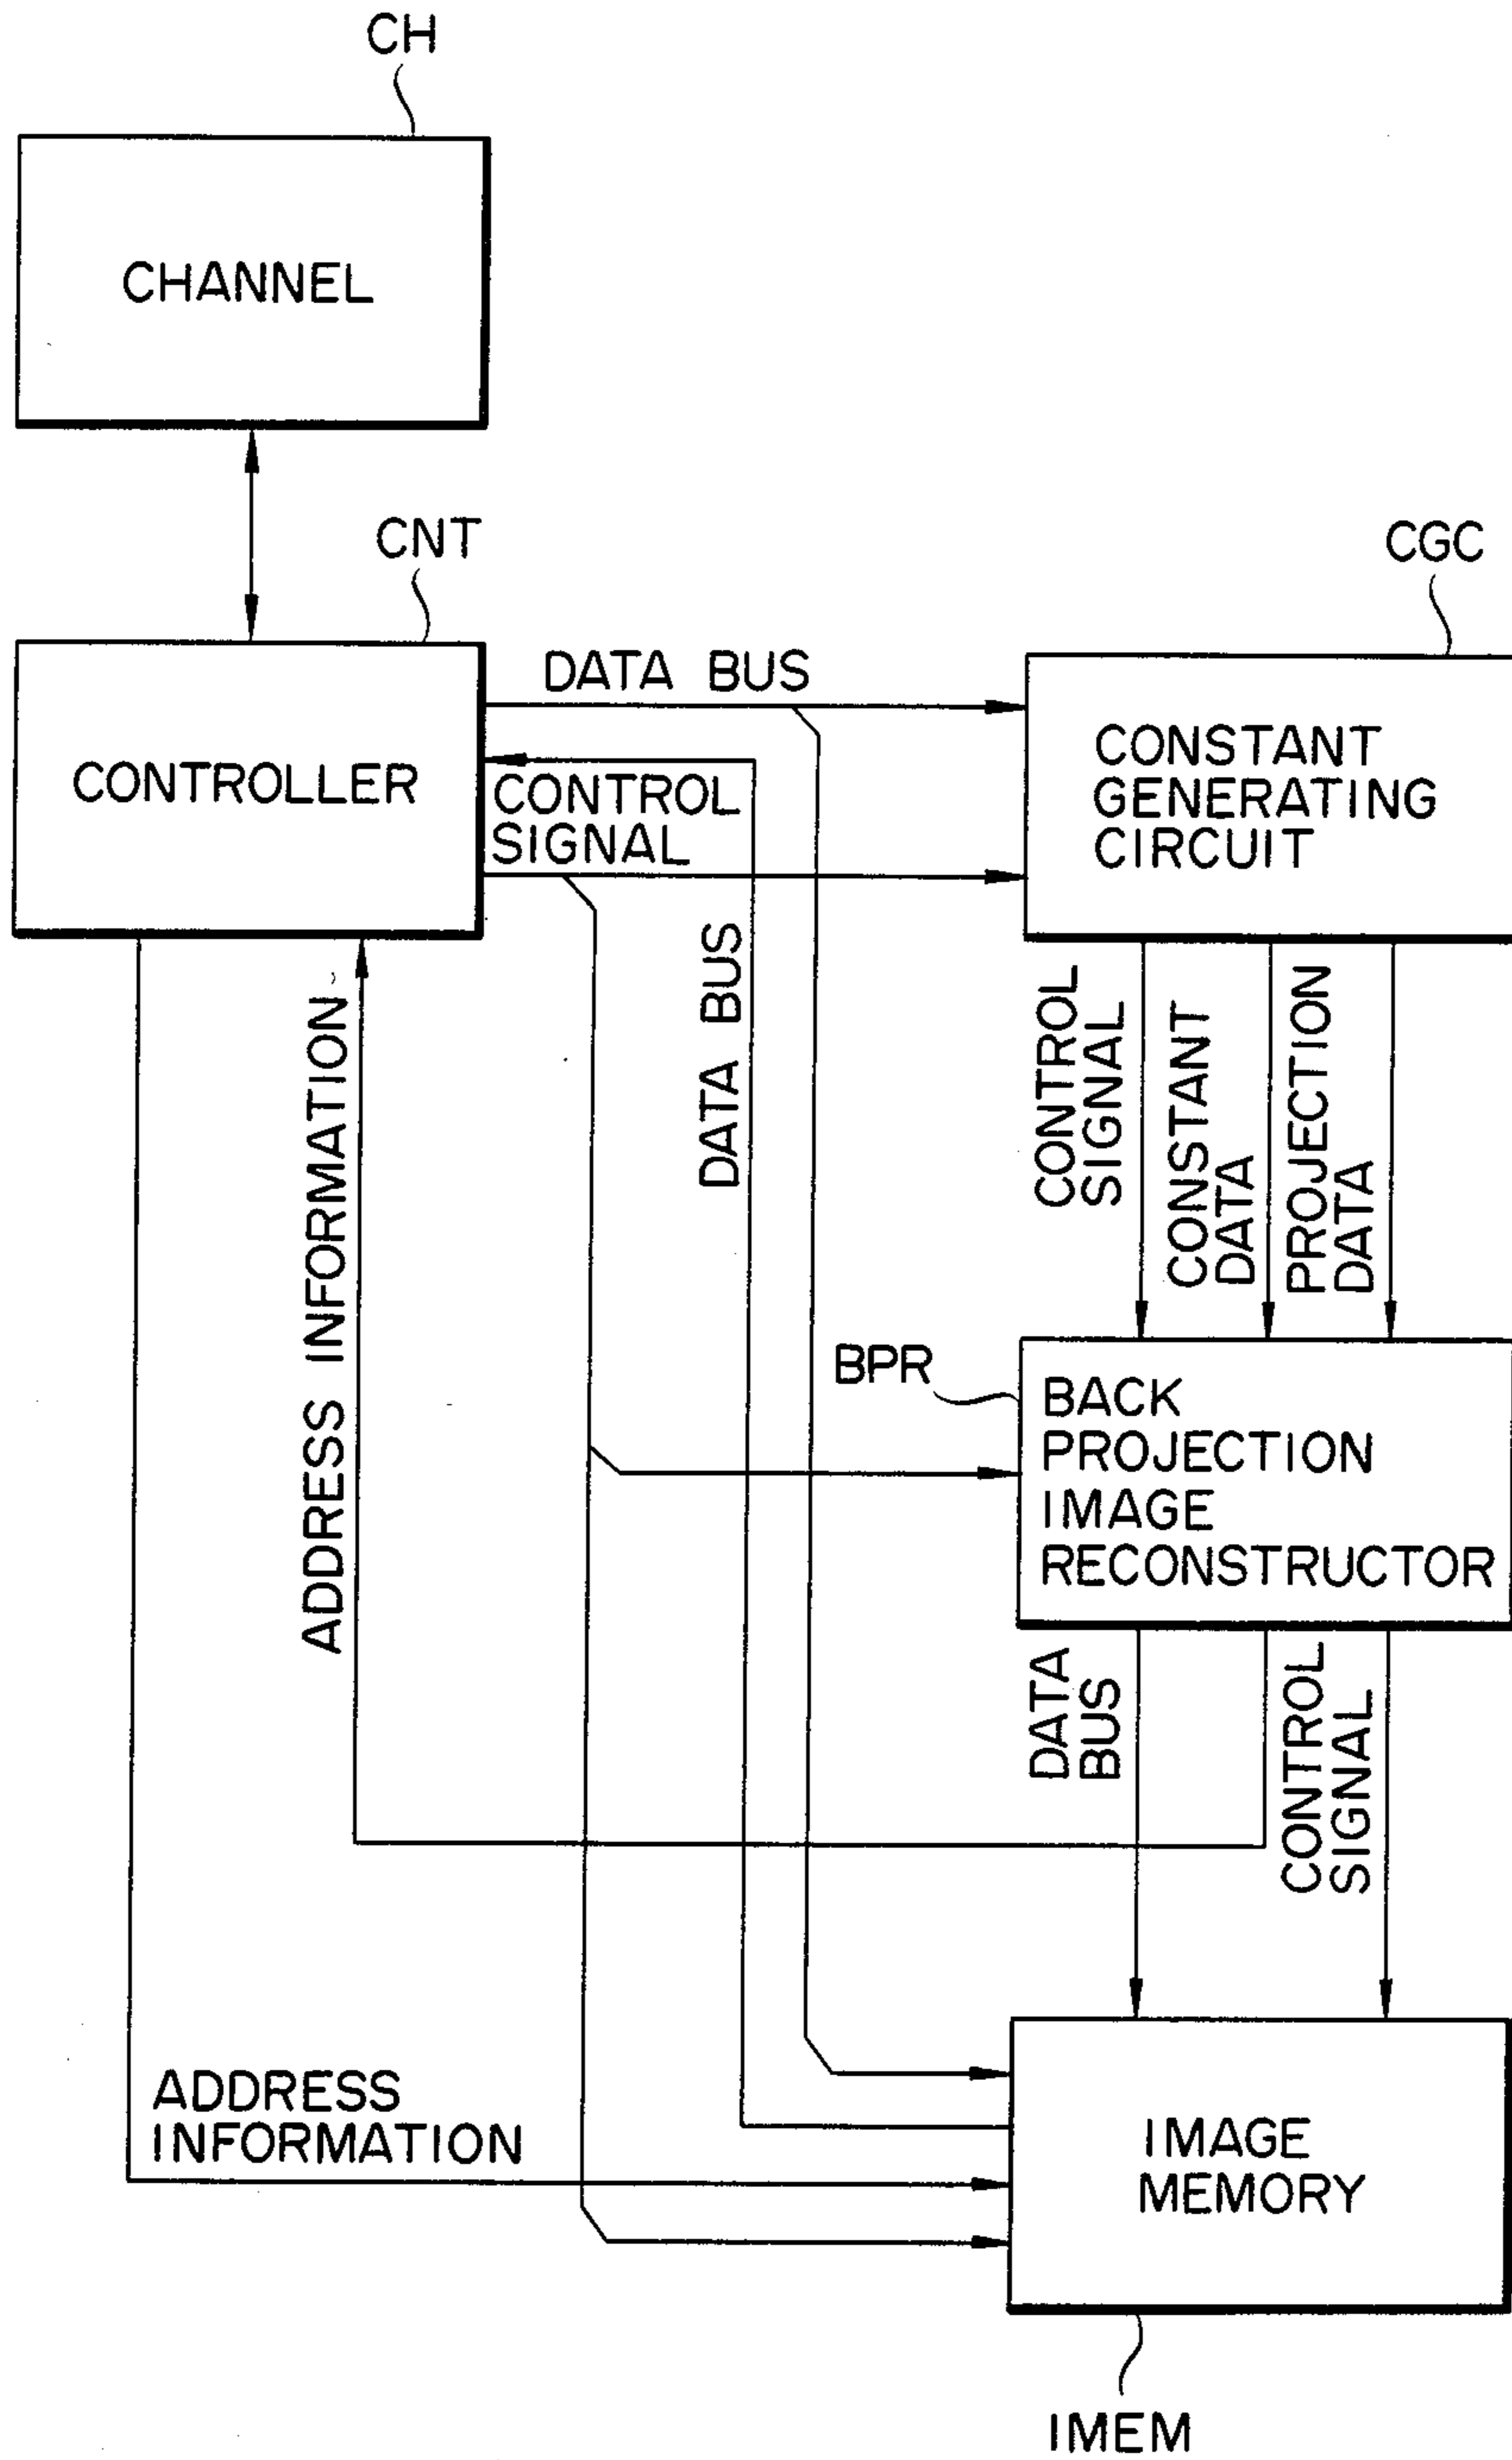 CH
CHANNEL
CNT
CGC
DATA BUS
CONTROLLER
CONTROL
SIGNAL
CONSTANT
GENERATING
CIRCUIT
ADDRESS INFORMATION
DATA BUS
CONTROL
SIGNAL
CONSTANT
DATA
PROJECTION
DATA
BPR
BACK
PROJECTION
IMAGE
RECONSTRUCTOR
DATA
BUS
CONTROL
SIGNAL
ADDRESS
INFORMATION
IMAGE
MEMORY
IMEM